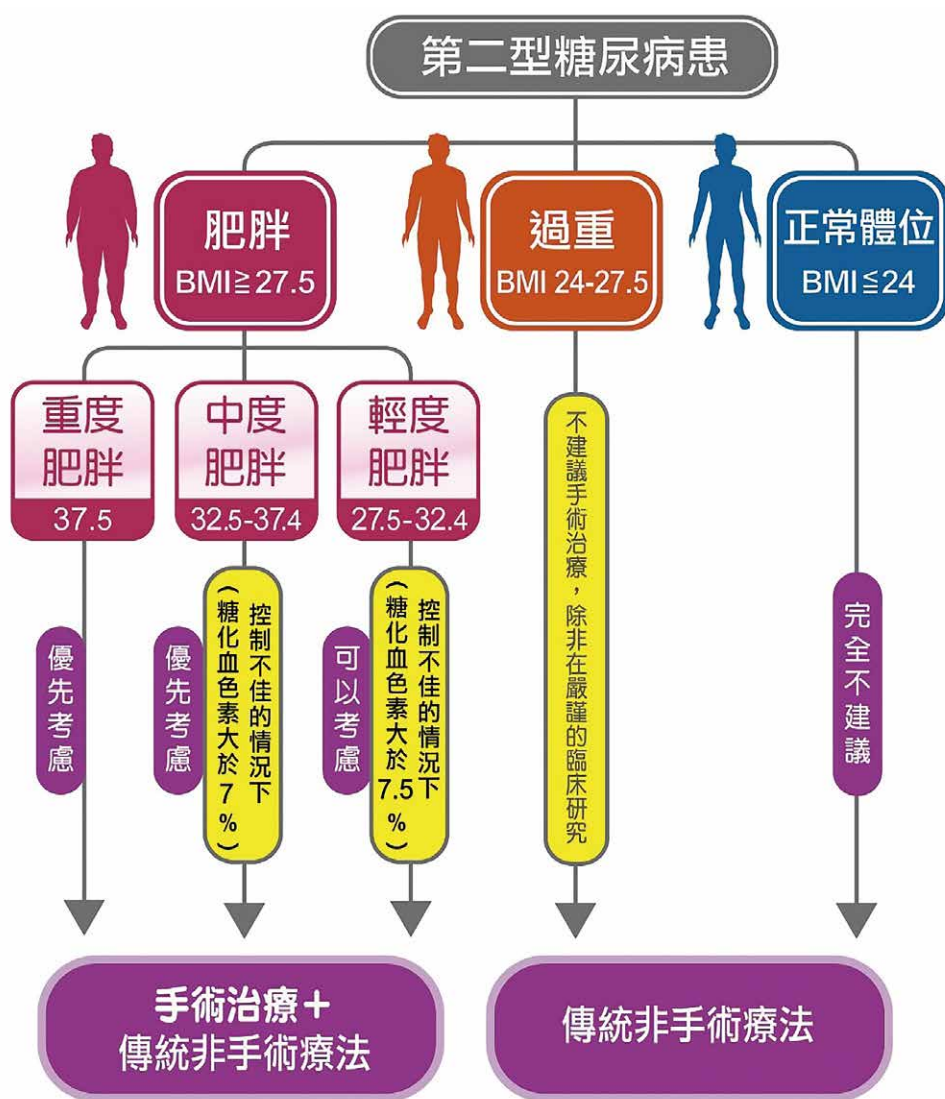 第二型糖尿病患
肥胖
BMI≧27.5
過重
BMI 24-27.5
正常體位
BMI≦24
重度
肥胖
37.5
中度
肥胖
32.5-37.4
輕度
肥胖
27.5-32.4
優先考慮
優先考慮
控制不佳的情況下
(糖化血色素大於7%)
可以考慮
控制不佳的情況下
(糖化血色素大於7.5%)
不建議手術治療，除非在嚴謹的臨床研究
完全不建議
手術治療+
傳統非手術療法
傳統非手術療法